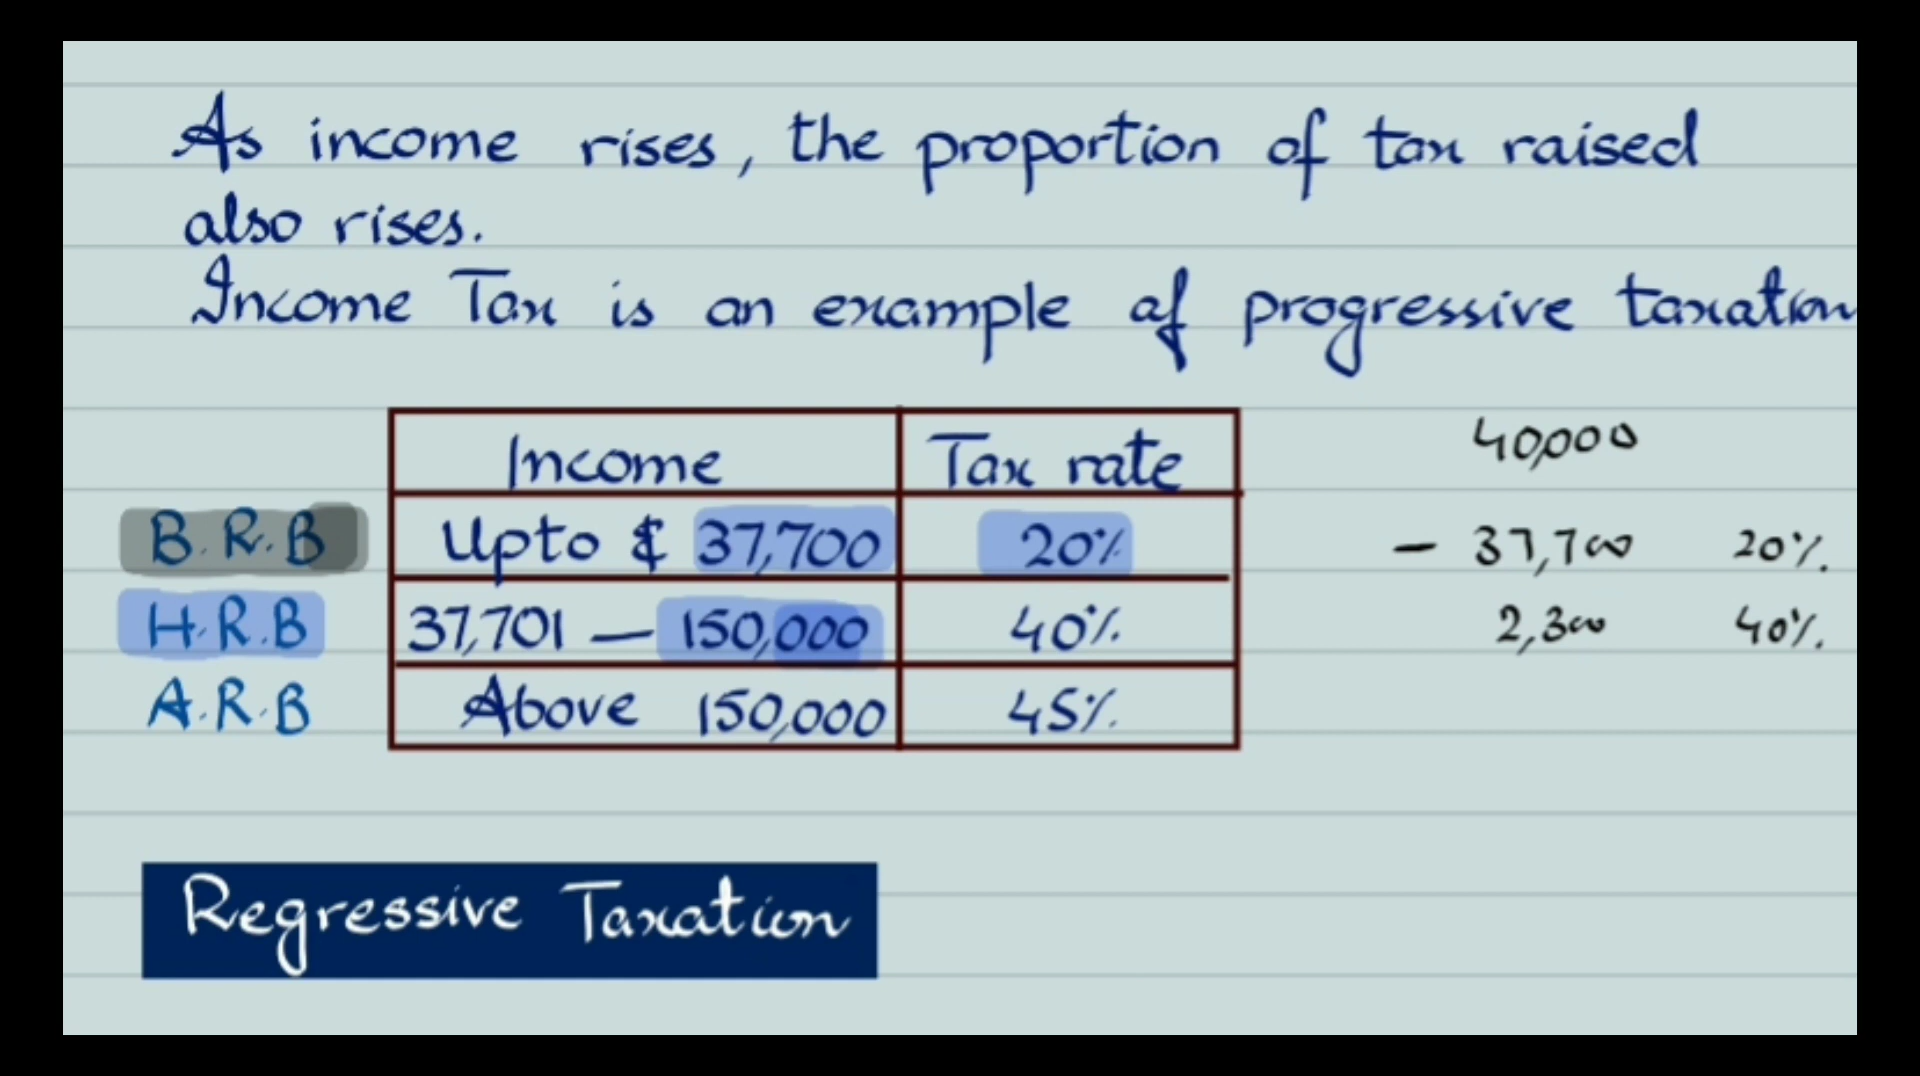 As income rises, the proportion of tax raised
also rises.
Income Tax is an example of progressive taxation
Income Tax rate 40,000
B.R.B Upto $ 37,700 20% - 37,700 20%
H.R.B 37,701 - 150,000 40% 2,300 40%
A.R.B Above 150,000 45%
Regressive Taxation